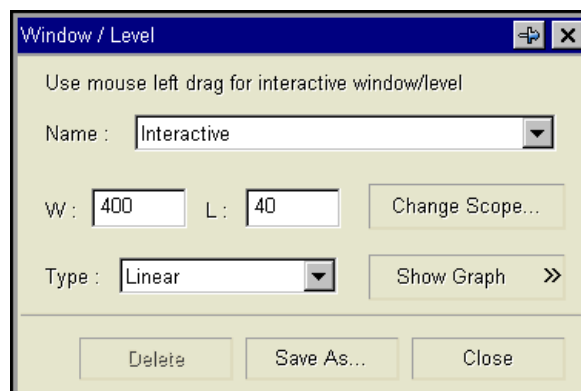 Window / Level
Use mouse left drag for interactive window/level
Name : Interactive
W : 400 L : 40 Change Scope...
Type : Linear Show Graph »
Delete Save As... Close